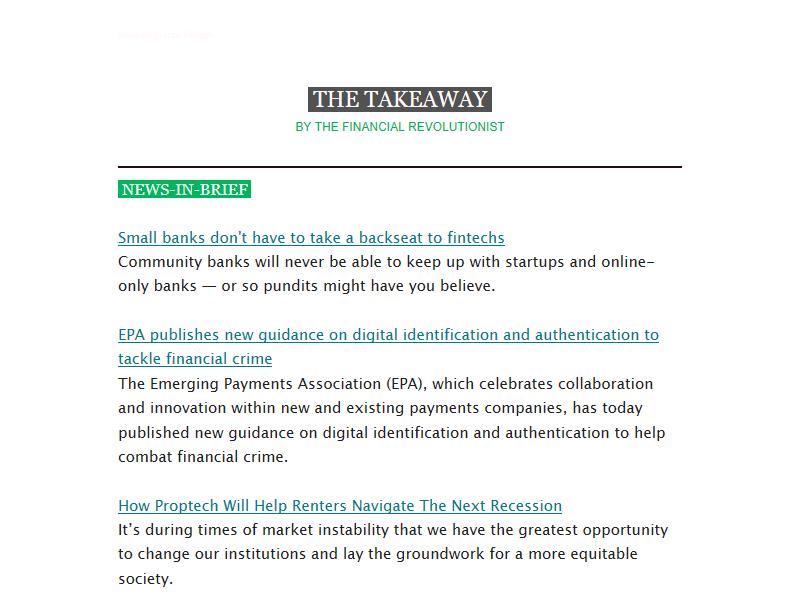 THE TAKEAWAY
BY THE FINANCIAL REVOLUTIONIST
NEWS-IN-BRIEF
Small banks don't have to take a backseat to fintechs
Community banks will never be able to keep up with startups and online-
only banks — or so pundits might have you believe.
EPA publishes new guidance on digital identification and authentication to
tackle financial crime
The Emerging Payments Association (EPA), which celebrates collaboration
and innovation within new and existing payments companies, has today
published new guidance on digital identification and authentication to help
combat financial crime.
How Proptech Will Help Renters Navigate The Next Recession
It’s during times of market instability that we have the greatest opportunity
to change our institutions and lay the groundwork for a more equitable
society.